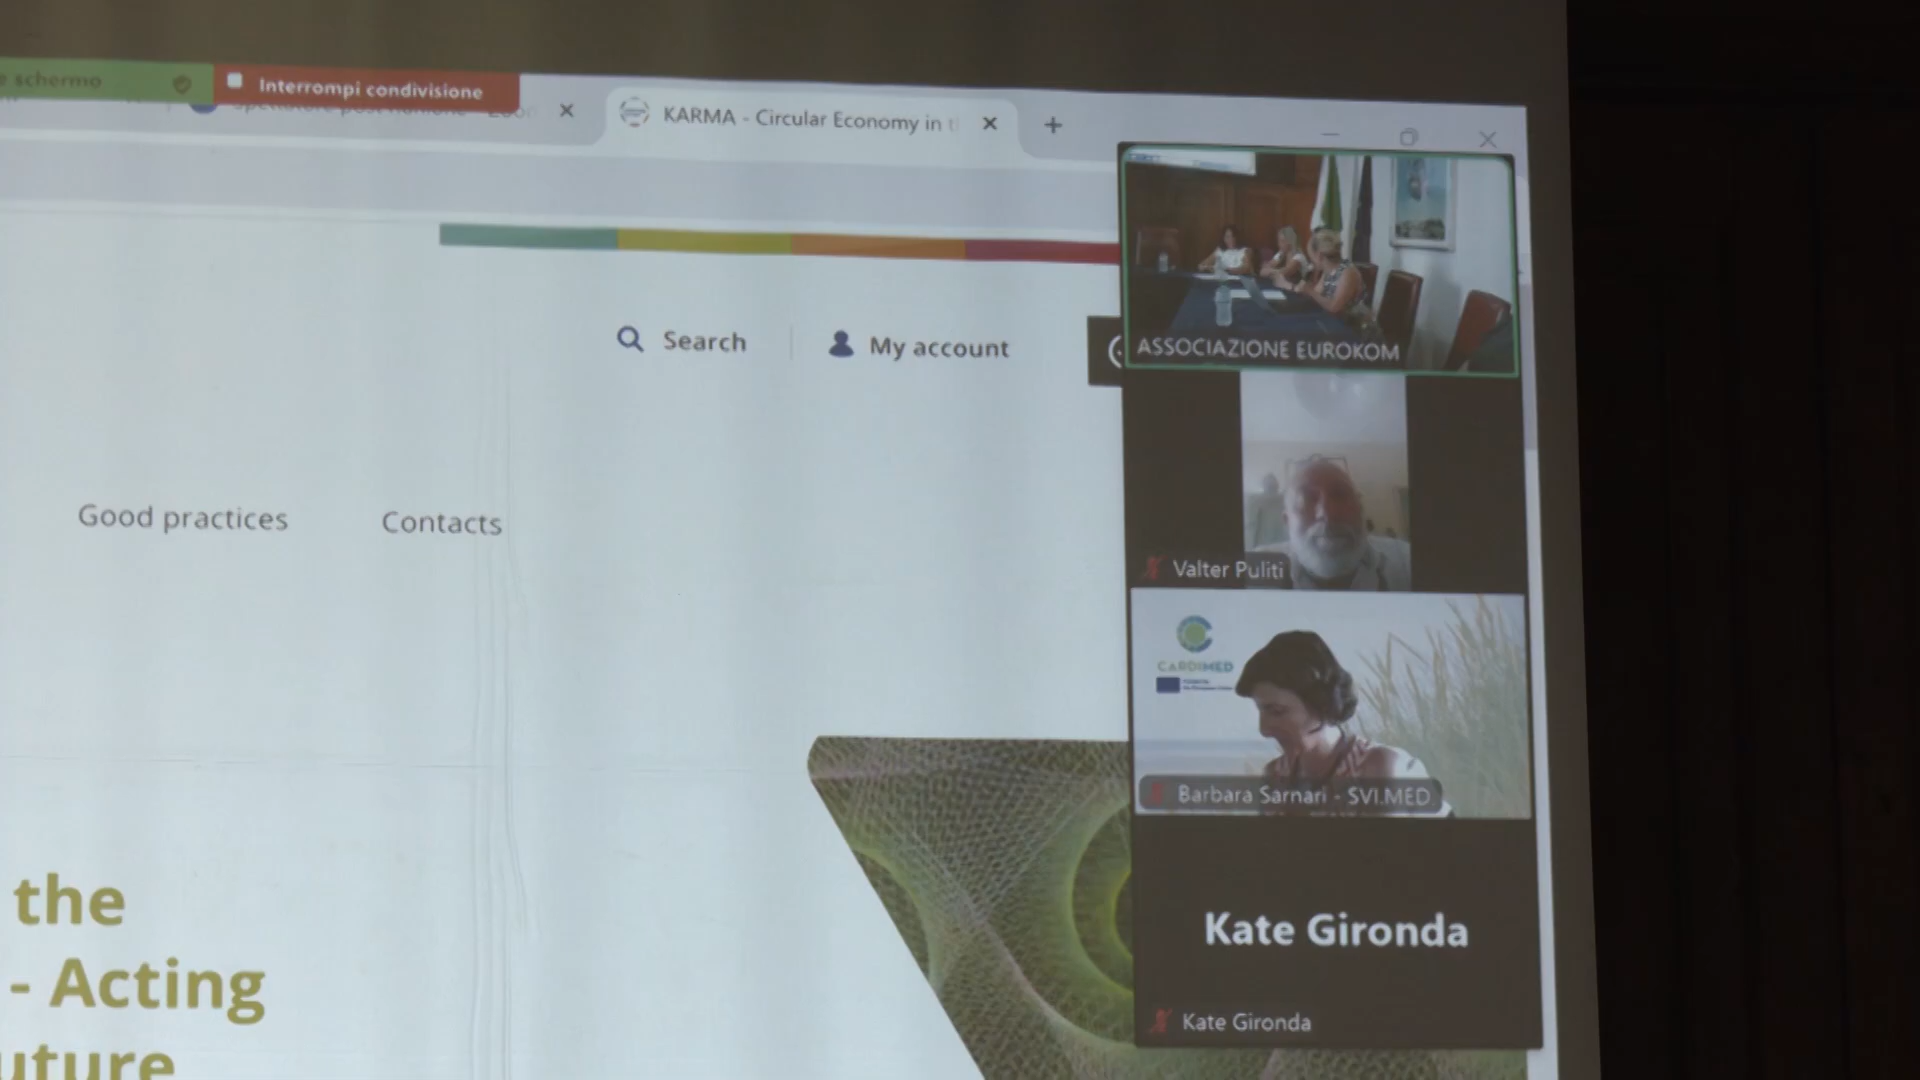 e schermo
Interrompi condivisione
KARMA - Circular Economy in t
Search
My account
ASSOCIAZIONE EUROKOM
Good practices
Contacts
Valter Puliti
CARDIMED
Barbara Sarnari - SVI.MED
the
- Acting
uture
Kate Gironda
Kate Gironda